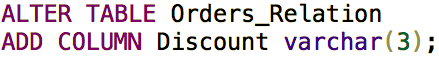 ALTER TABLE Orders_Relation
ADD COLUMN Discount varchar(3);